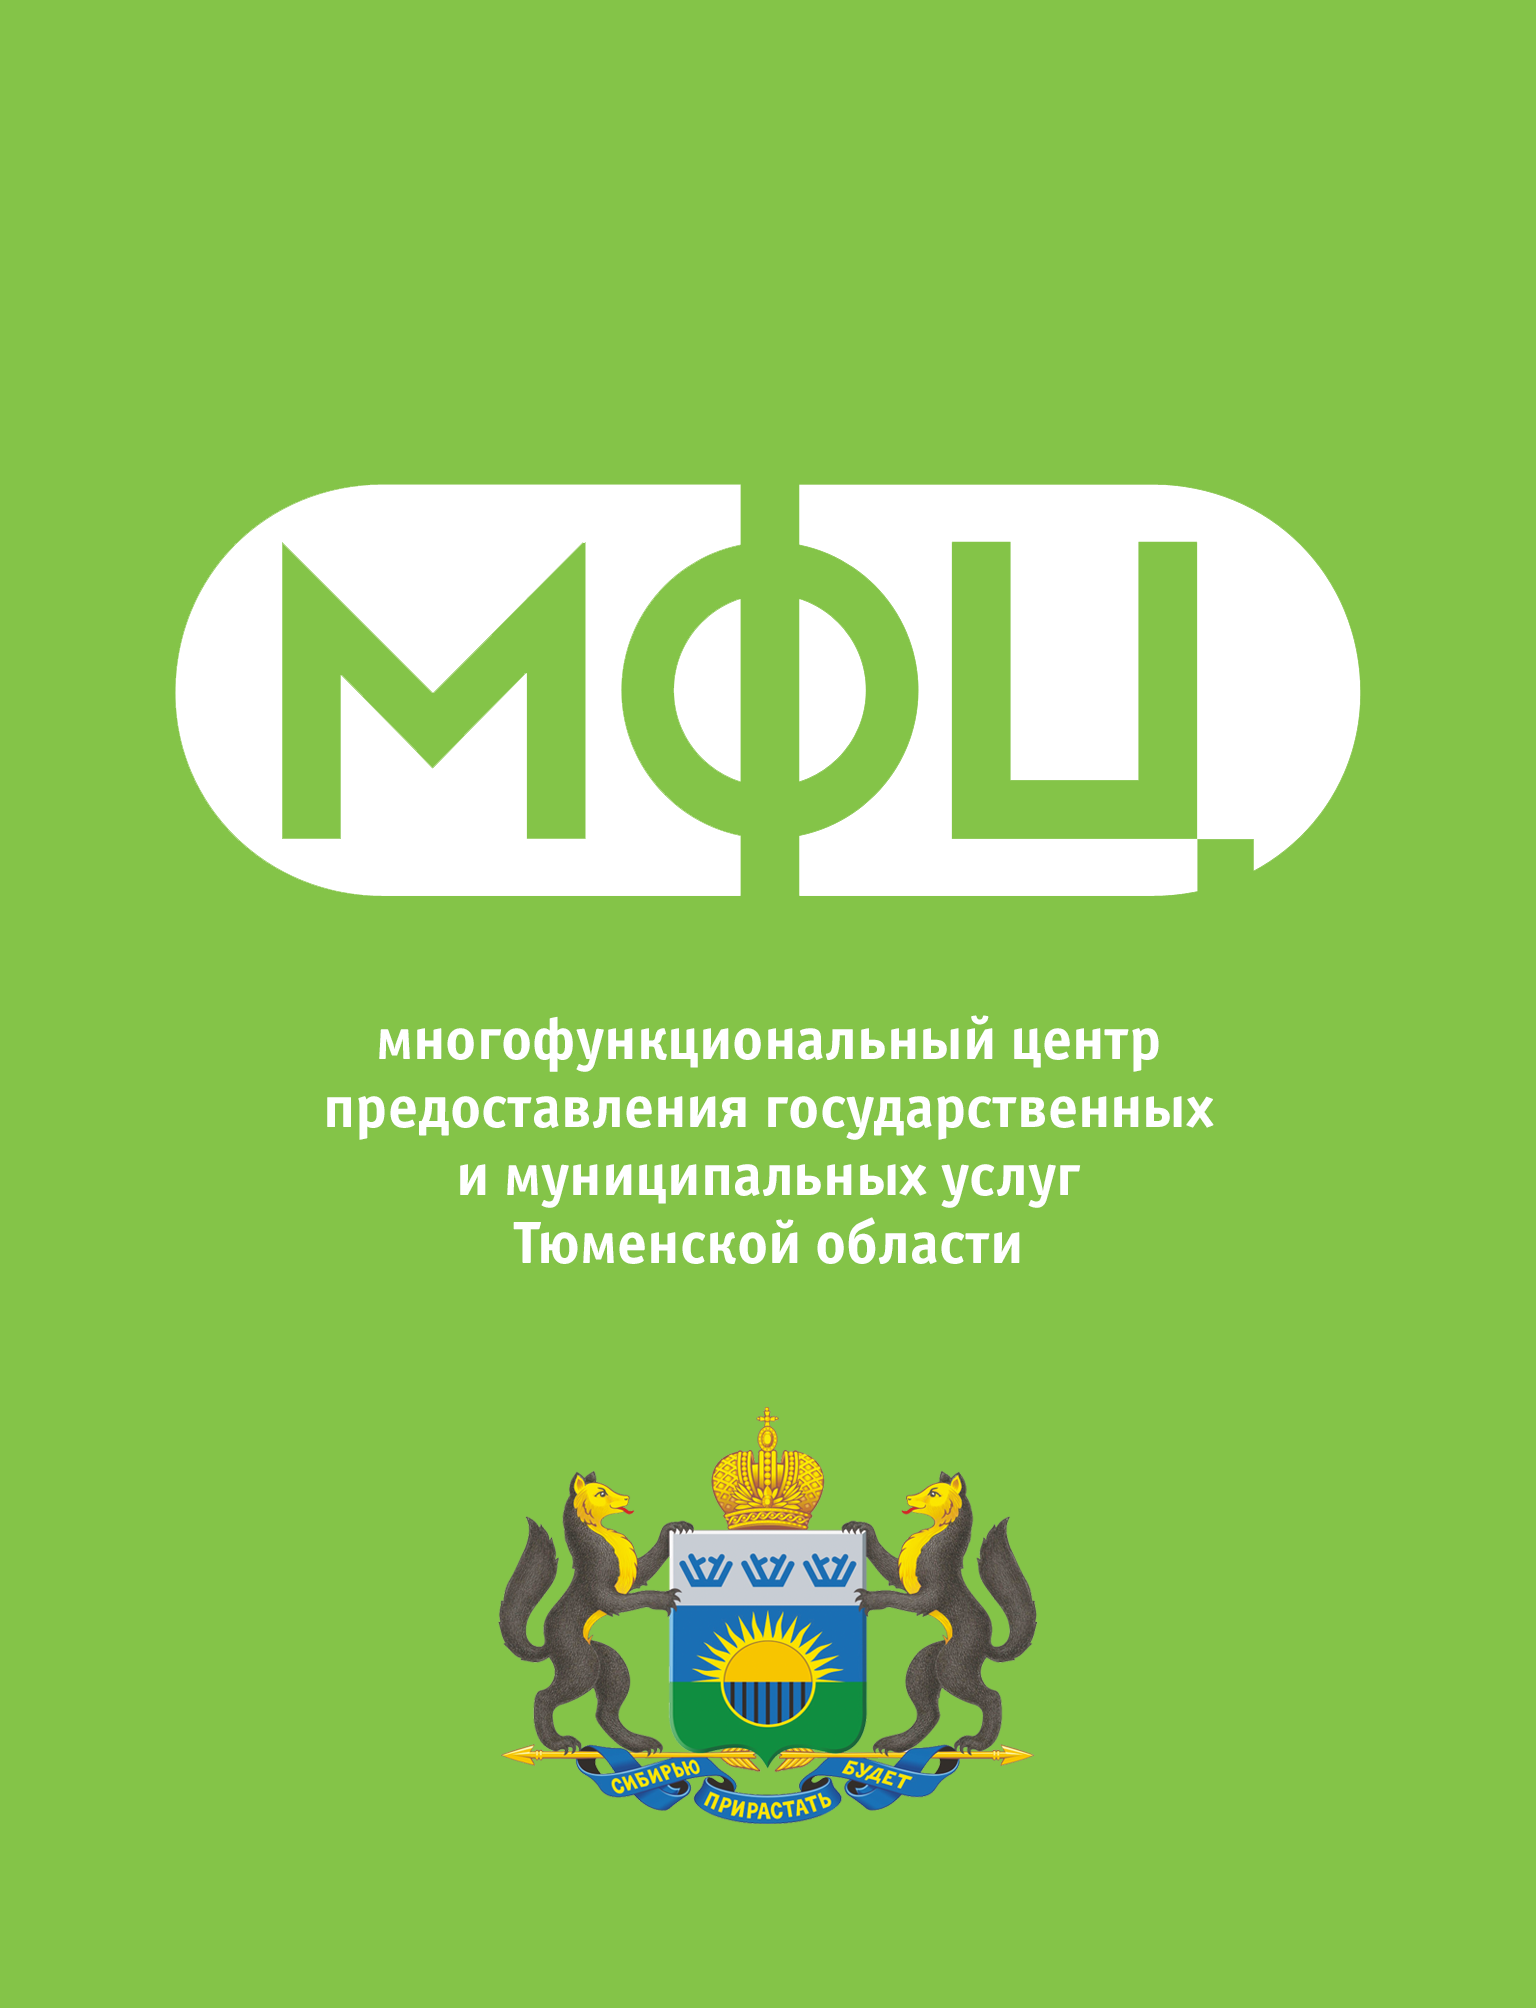 МФЦ
многофункциональный центр
предоставления государственных
и муниципальных услуг
Тюменской области
СИБИРЬЮ
ПРИРАСТАТЬ
БУДЕТ